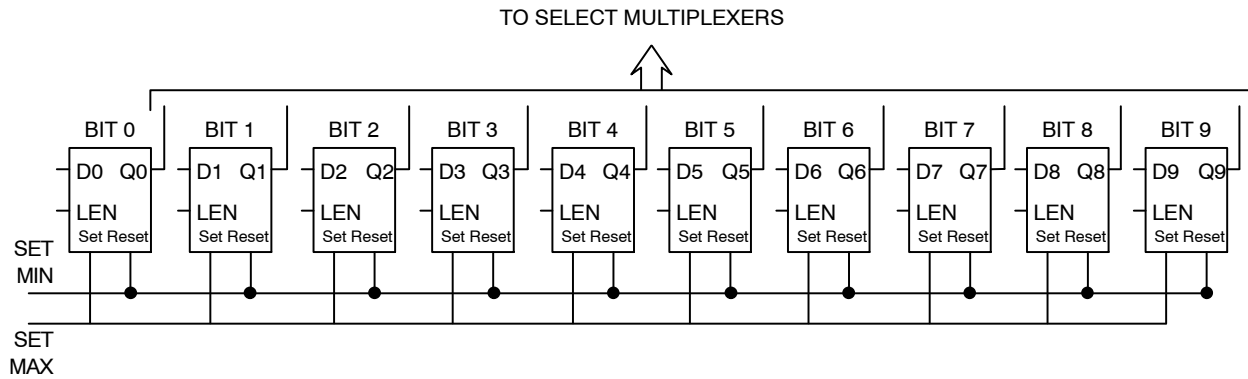 TO SELECT MULTIPLEXERS
BIT 0 BIT 1 BIT 2 BIT 3 BIT 4 BIT 5 BIT 6 BIT 7 BIT 8 BIT 9
D0 Q0 D1 Q1 D2 Q2 D3 Q3 D4 Q4 D5 Q5 D6 Q6 D7 Q7 D8 Q8 D9 Q9
LEN LEN LEN LEN LEN LEN LEN LEN LEN LEN
Set Reset Set Reset Set Reset Set Reset Set Reset Set Reset Set Reset Set Reset Set Reset Set Reset
SET
MIN
SET
MAX